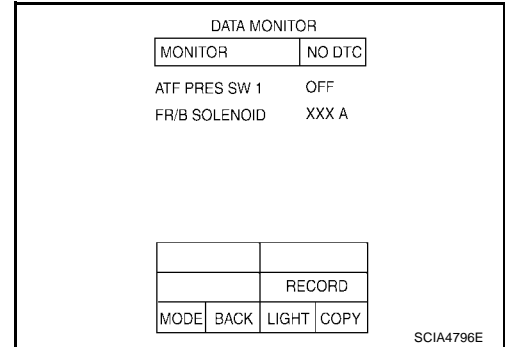 DATA MONITOR
MONITOR NO DTC
ATF PRES SW 1 OFF
FR/B SOLENOID XXX A
RECORD
MODE BACK LIGHT COPY
SCIA4796E